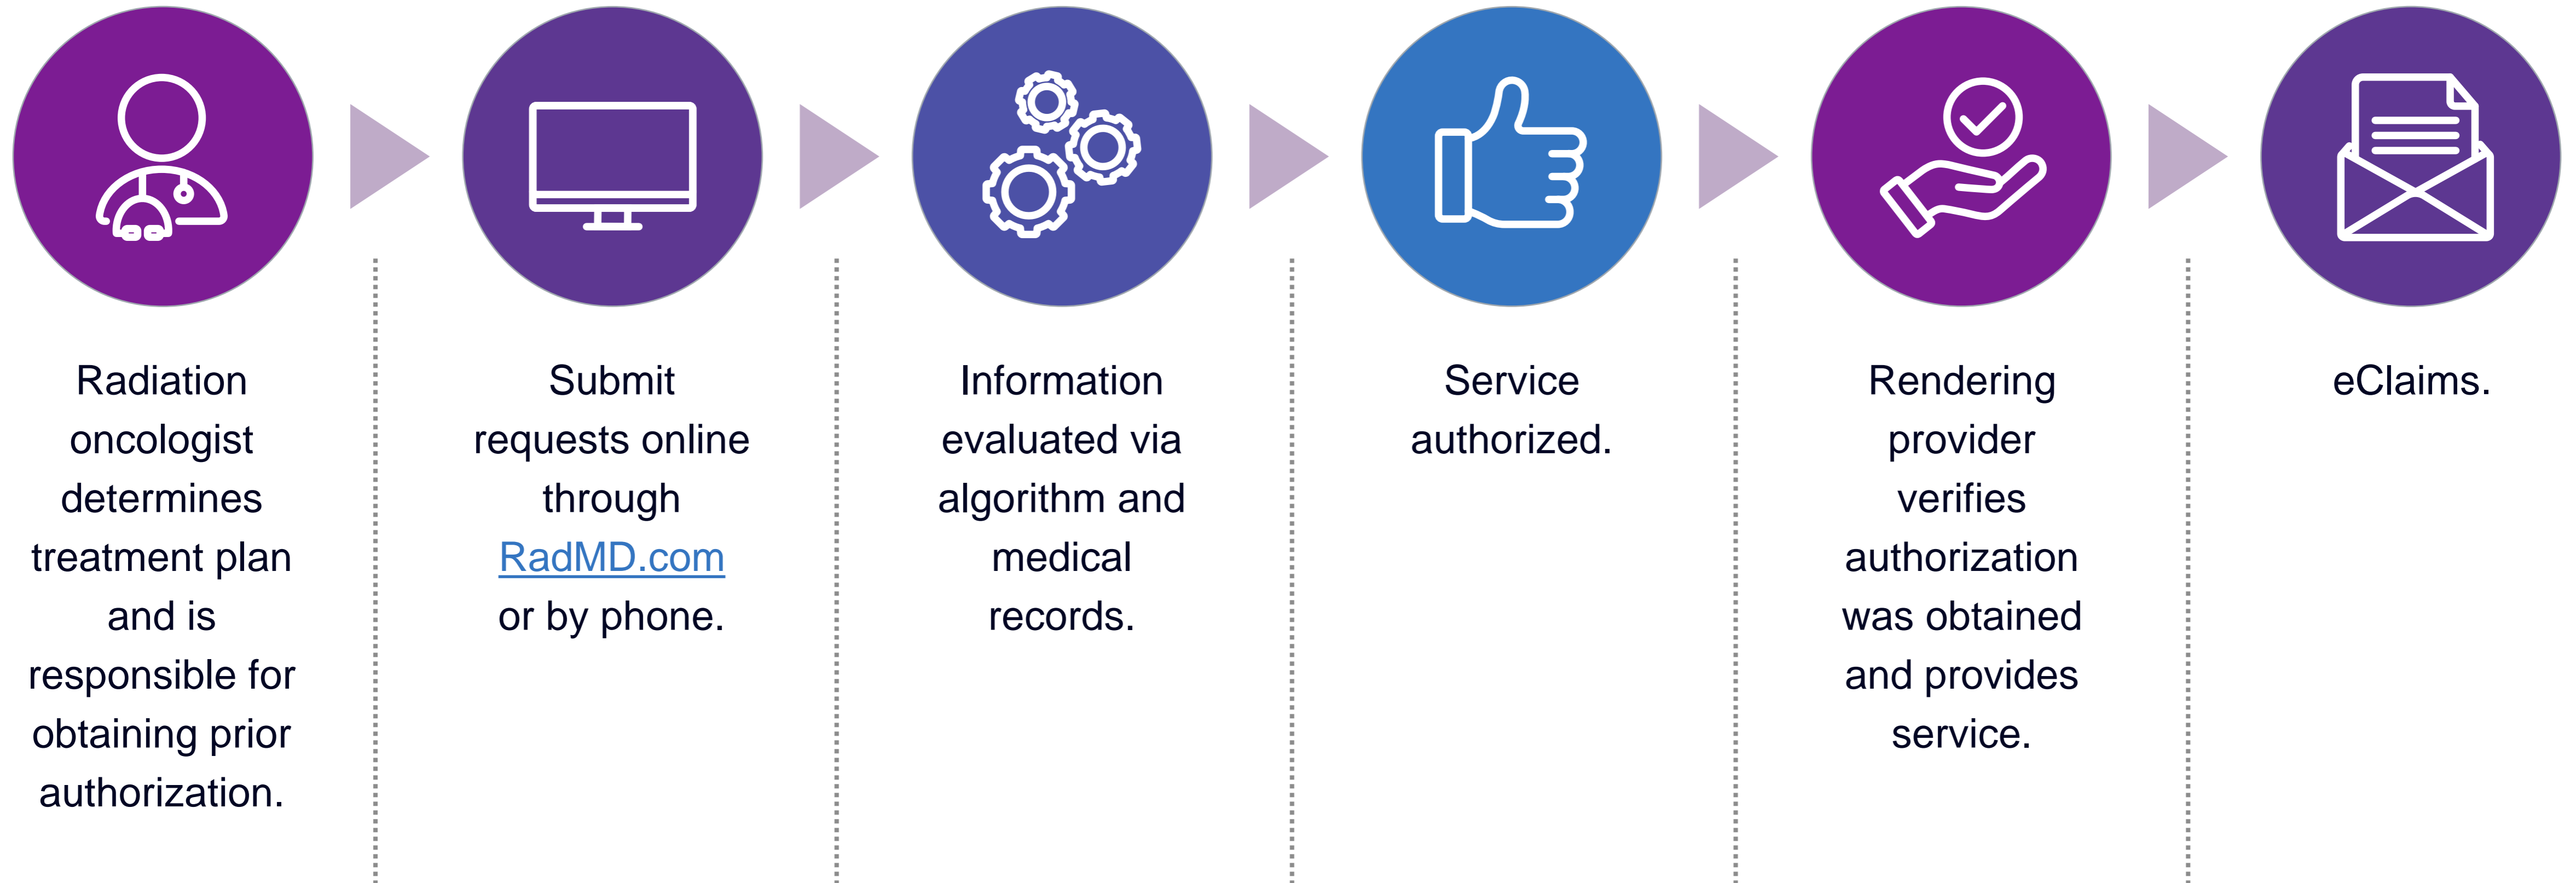 Radiation
oncologist
determines
treatment plan
and is
responsible for
obtaining prior
authorization.
Submit
requests online
through
RadMD.com
or by phone.
Information
evaluated via
algorithm and
medical
records.
Service
authorized.
Rendering
provider
verifies
authorization
was obtained
and provides
service.
eClaims.